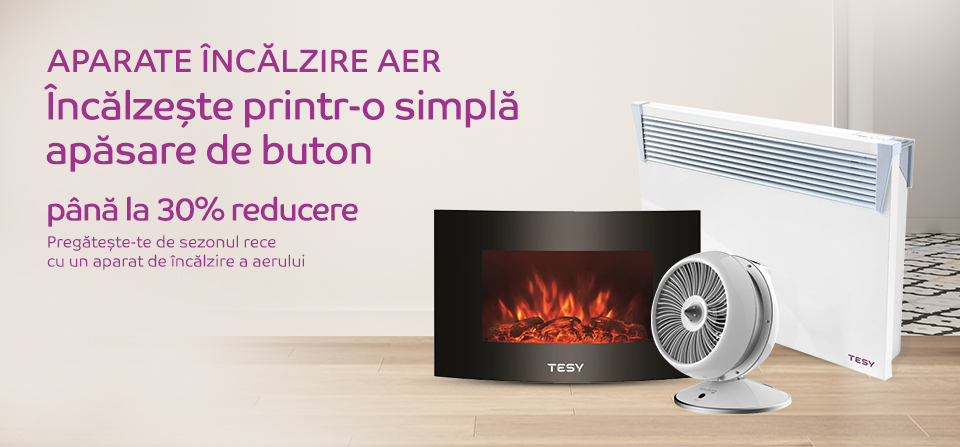 APARATE ÎNCĂLZIRE AER
Încălzește printr-o simplă
apăsare de buton
până la 30% reducere
Pregătește-te de sezonul rece
cu un aparat de încălzire a aerului
TESY
TESY